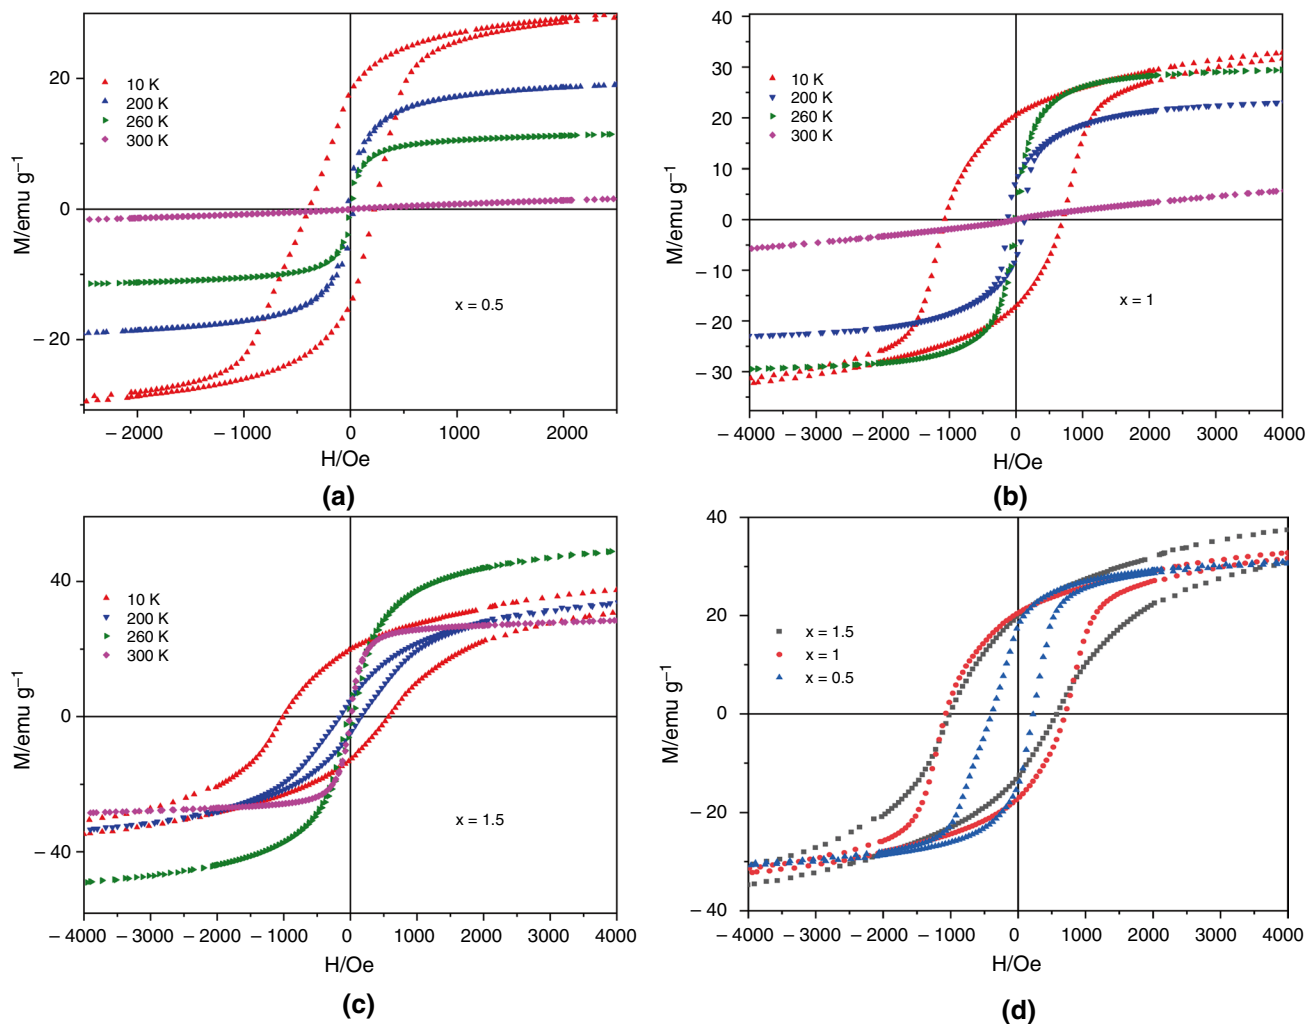 20
0
– 20
M/emu g⁻¹
10 K
200 K
260 K
300 K
x = 0.5
– 2000 – 1000 0 1000 2000
H/Oe
(a)
40
30
20
10
0
– 10
– 20
– 30
M/emu g⁻¹
10 K
200 K
260 K
300 K
x = 1
– 4000 – 3000 – 2000 – 1000 0 1000 2000 3000 4000
H/Oe
(b)
40
0
– 40
M/emu g⁻¹
10 K
200 K
260 K
300 K
x = 1.5
– 4000 – 3000 – 2000 – 1000 0 1000 2000 3000 4000
H/Oe
(c)
40
20
0
– 20
– 40
M/emu g⁻¹
x = 1.5
x = 1
x = 0.5
– 4000 – 3000 – 2000 – 1000 0 1000 2000 3000 4000
H/Oe
(d)